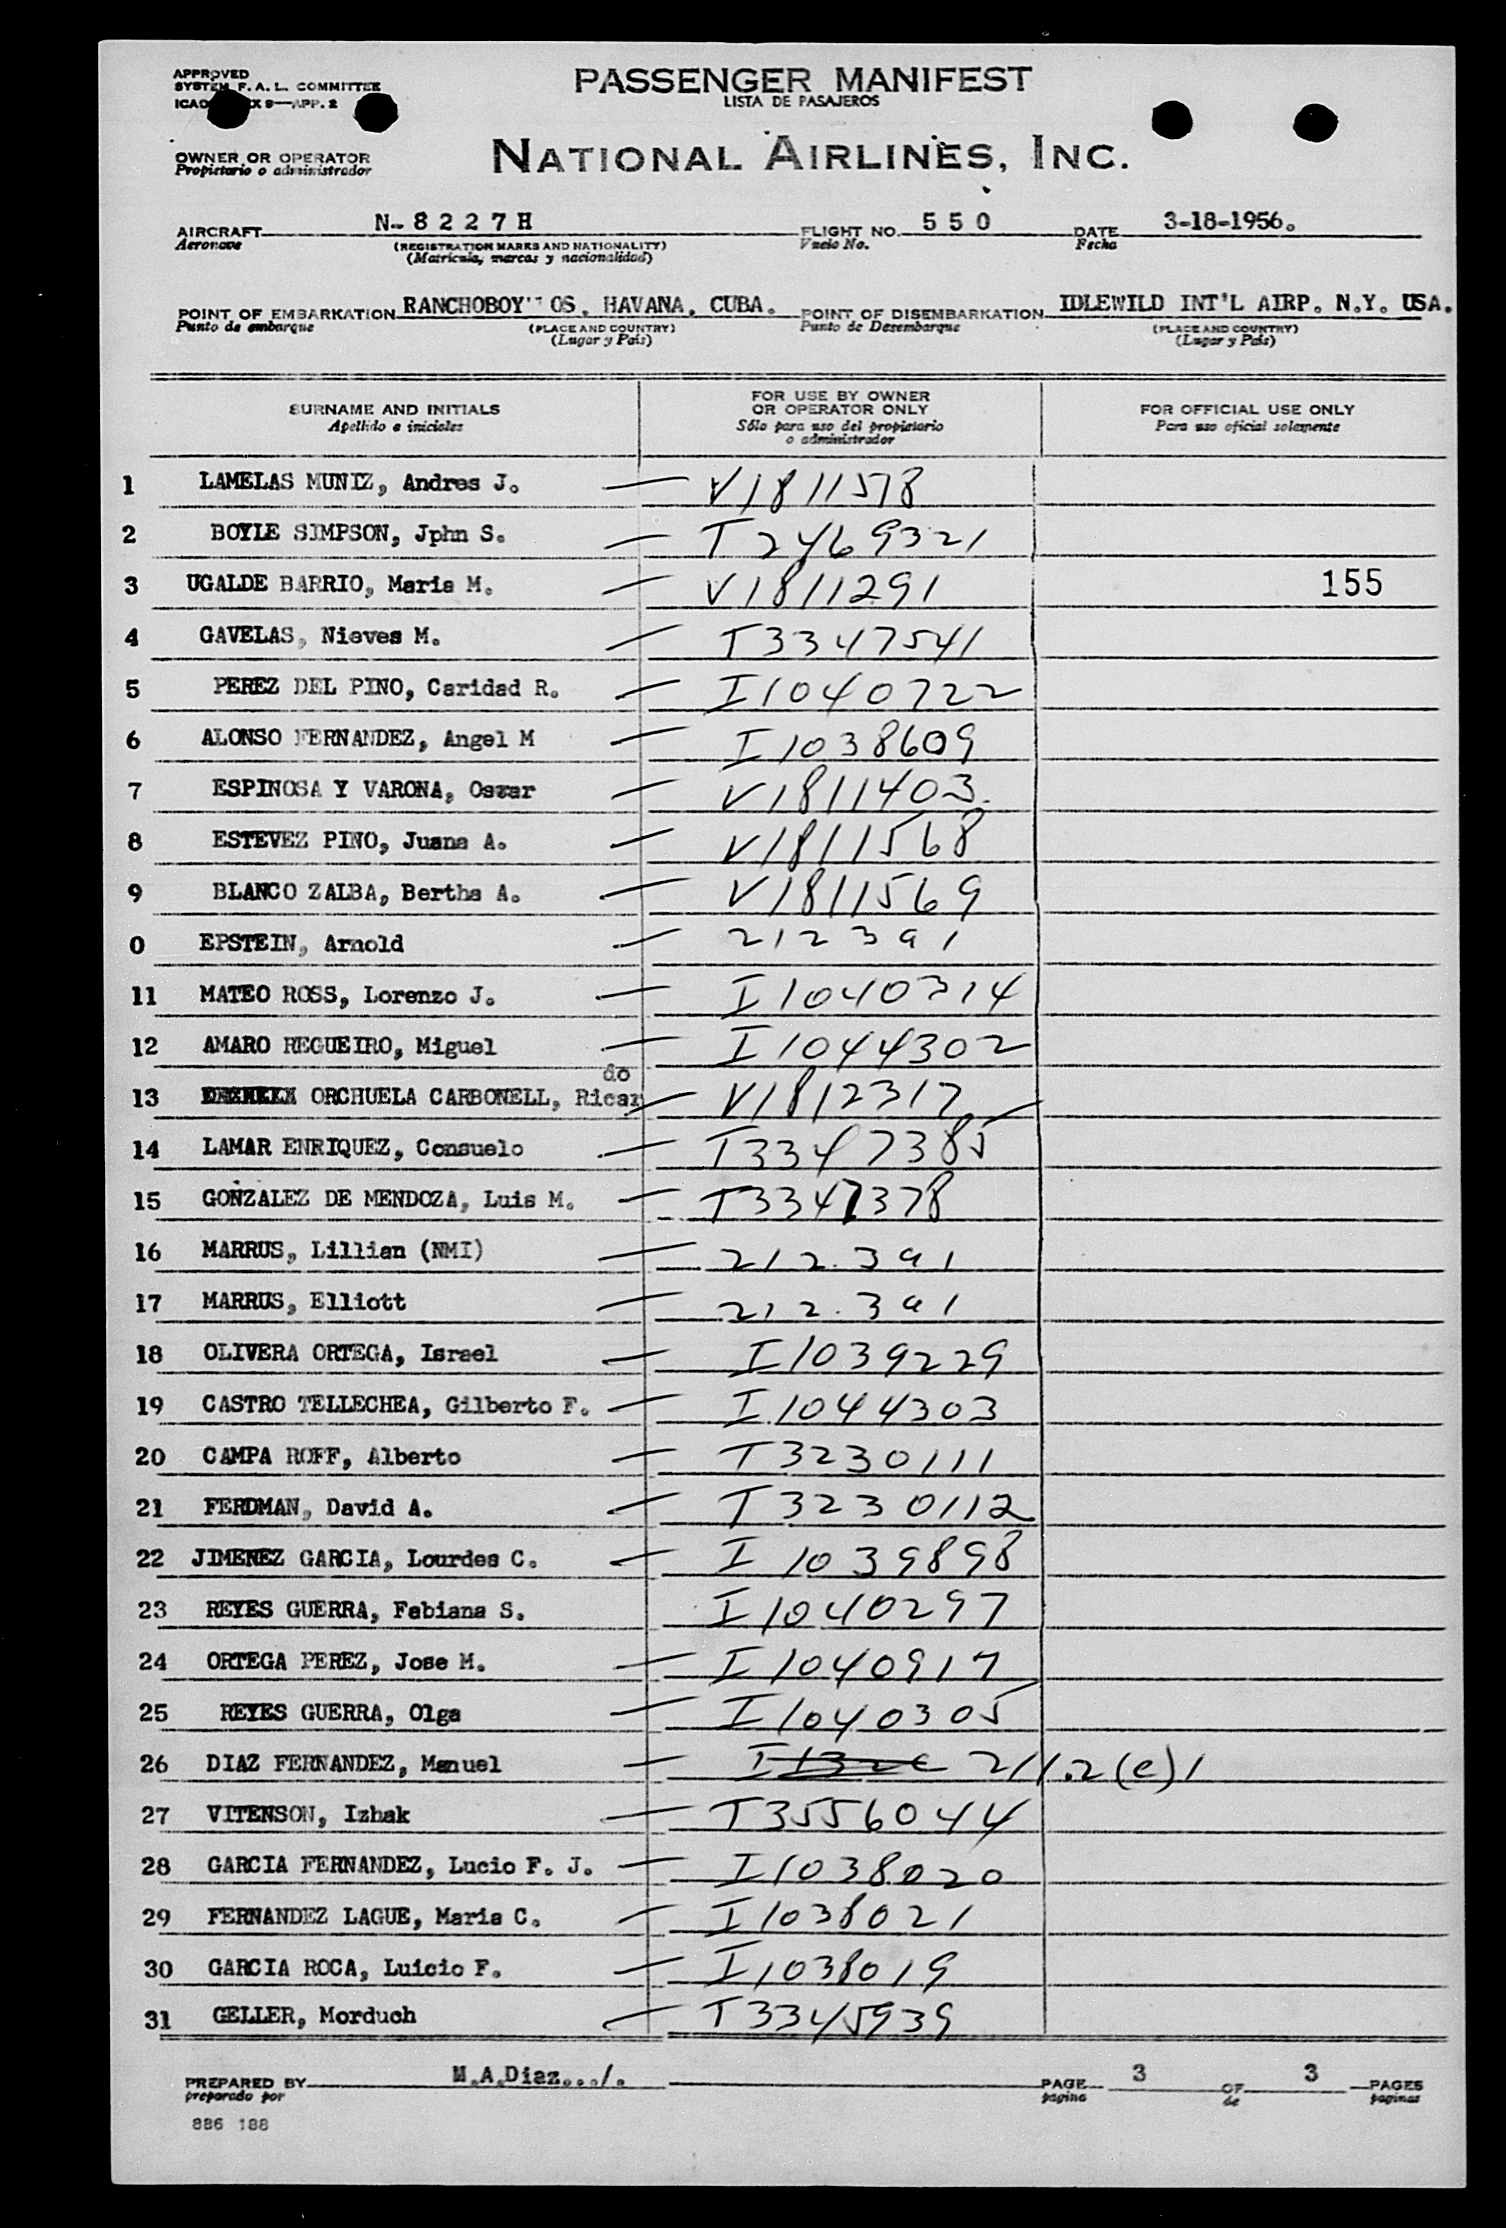 APPROVED
SYSTEM F. A. L. COMMITTEE
ICAO X 9—APP. 2
PASSENGER MANIFEST
LISTA DE PASAJEROS
OWNER OR OPERATOR
Propietario o administrador
NATIONAL AIRLINES, INC.
AIRCRAFT N-8227H FLIGHT NO. 550 DATE 3-18-1956.
Aeronave (REGISTRATION MARKS AND NATIONALITY) Vuelo No. Fecha
(Matricula, marcas y nacionalidad)
POINT OF EMBARKATION RANCHOBOY OS, HAVANA, CUBA. POINT OF DISEMBARKATION IDLEWILD INT'L AIRP. N.Y. USA.
Punto de embarque (PLACE AND COUNTRY) Punto de Desembarque (PLACE AND COUNTRY)
(Lugar y Pais) (Lugar y Pais)
SURNAME AND INITIALS
Apellido e iniciales
FOR USE BY OWNER
OR OPERATOR ONLY
Sólo para uso del propietario
o administrador
FOR OFFICIAL USE ONLY
Para uso oficial solamente
1 LAMELAS MUNIZ, Andres J. — V1811578
2 BOYLE SIMPSON, Jphn S. — T2469321
3 UGALDE BARRIO, Maria M. — V1811291 155
4 GAVELAS, Nieves M. — T3347541
5 PEREZ DEL PINO, Caridad R. — I1040722
6 ALONSO FERNANDEZ, Angel M — I1038609
7 ESPINOSA Y VARONA, Oscar — V1811403.
8 ESTEVEZ PINO, Juana A. — V1811568
9 BLANCO ZALBA, Bertha A. — V1811569
0 EPSTEIN, Arnold — 212 3a1
11 MATEO ROSS, Lorenzo J. — I1040314
12 AMARO REGUEIRO, Miguel — I1044302
do
13 ORCHUELA CARBONELL, Ricar — V1812317
14 LAMAR ENRIQUEZ, Consuelo — T3347385
15 GONZALEZ DE MENDOZA, Luis M. — T3347378
16 MARRUS, Lillian (NMI) — 212.3a1
17 MARRUS, Elliott — 212.3a1
18 OLIVERA ORTEGA, Israel — I1039229
19 CASTRO TELLECHEA, Gilberto F. — I1044303
20 CAMPA ROFF, Alberto — T3230111
21 FERDMAN, David A. — T3230112
22 JIMENEZ GARCIA, Lourdes C. — I1039898
23 REYES GUERRA, Fabiana S. I1040297
24 ORTEGA PEREZ, Jose M. — I1040917
25 REYES GUERRA, Olga — I1040305
26 DIAZ FERNANDEZ, Manuel — 211.2(e)1
27 VITENSON, Izhak — T3556044
28 GARCIA FERNANDEZ, Lucio F. J. — I1038020
29 FERNANDEZ LAGUE, Maria C. — I1038021
30 GARCIA ROCA, Luicio F. — I1038019
31 GELLER, Morduch — T3345939
PREPARED BY M.A.Diaz.../. PAGE 3 OF 3 PAGES
preparado por pagina de paginas
886 188